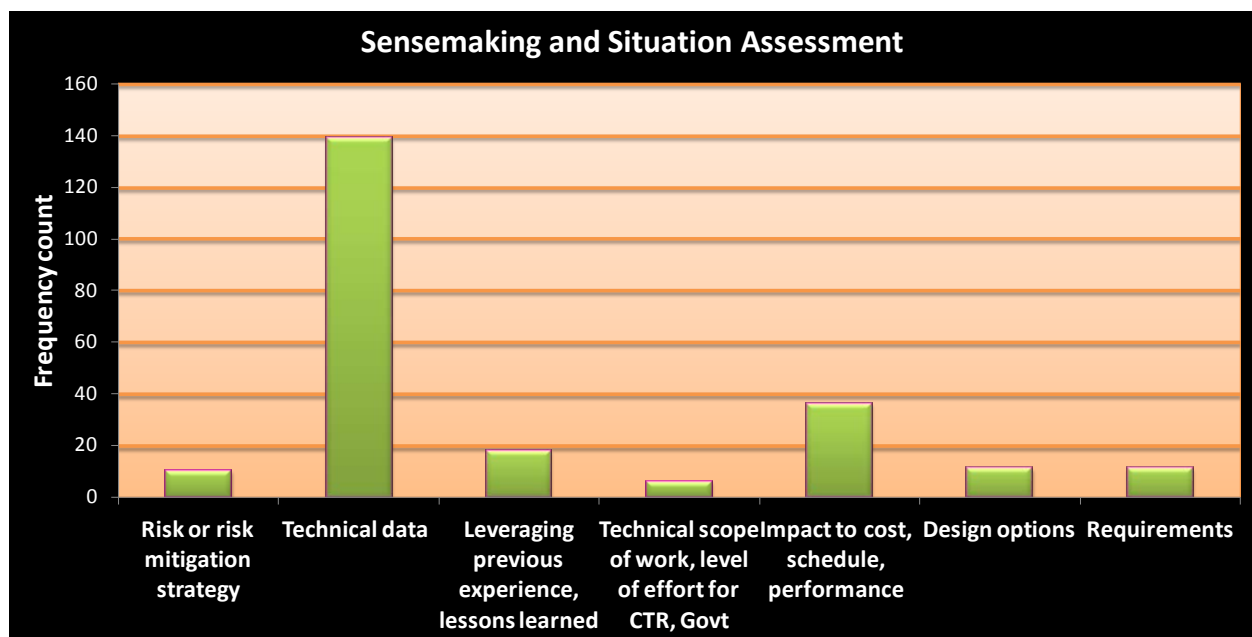 Sensemaking and Situation Assessment
160
140
120
100
80
60
40
20
0
Frequency count
Risk or risk
mitigation
strategy
Technical data
Leveraging
previous
experience,
lessons learned
Technical scope
of work, level
of effort for
CTR, Govt
Impact to cost,
schedule,
performance
Design options
Requirements